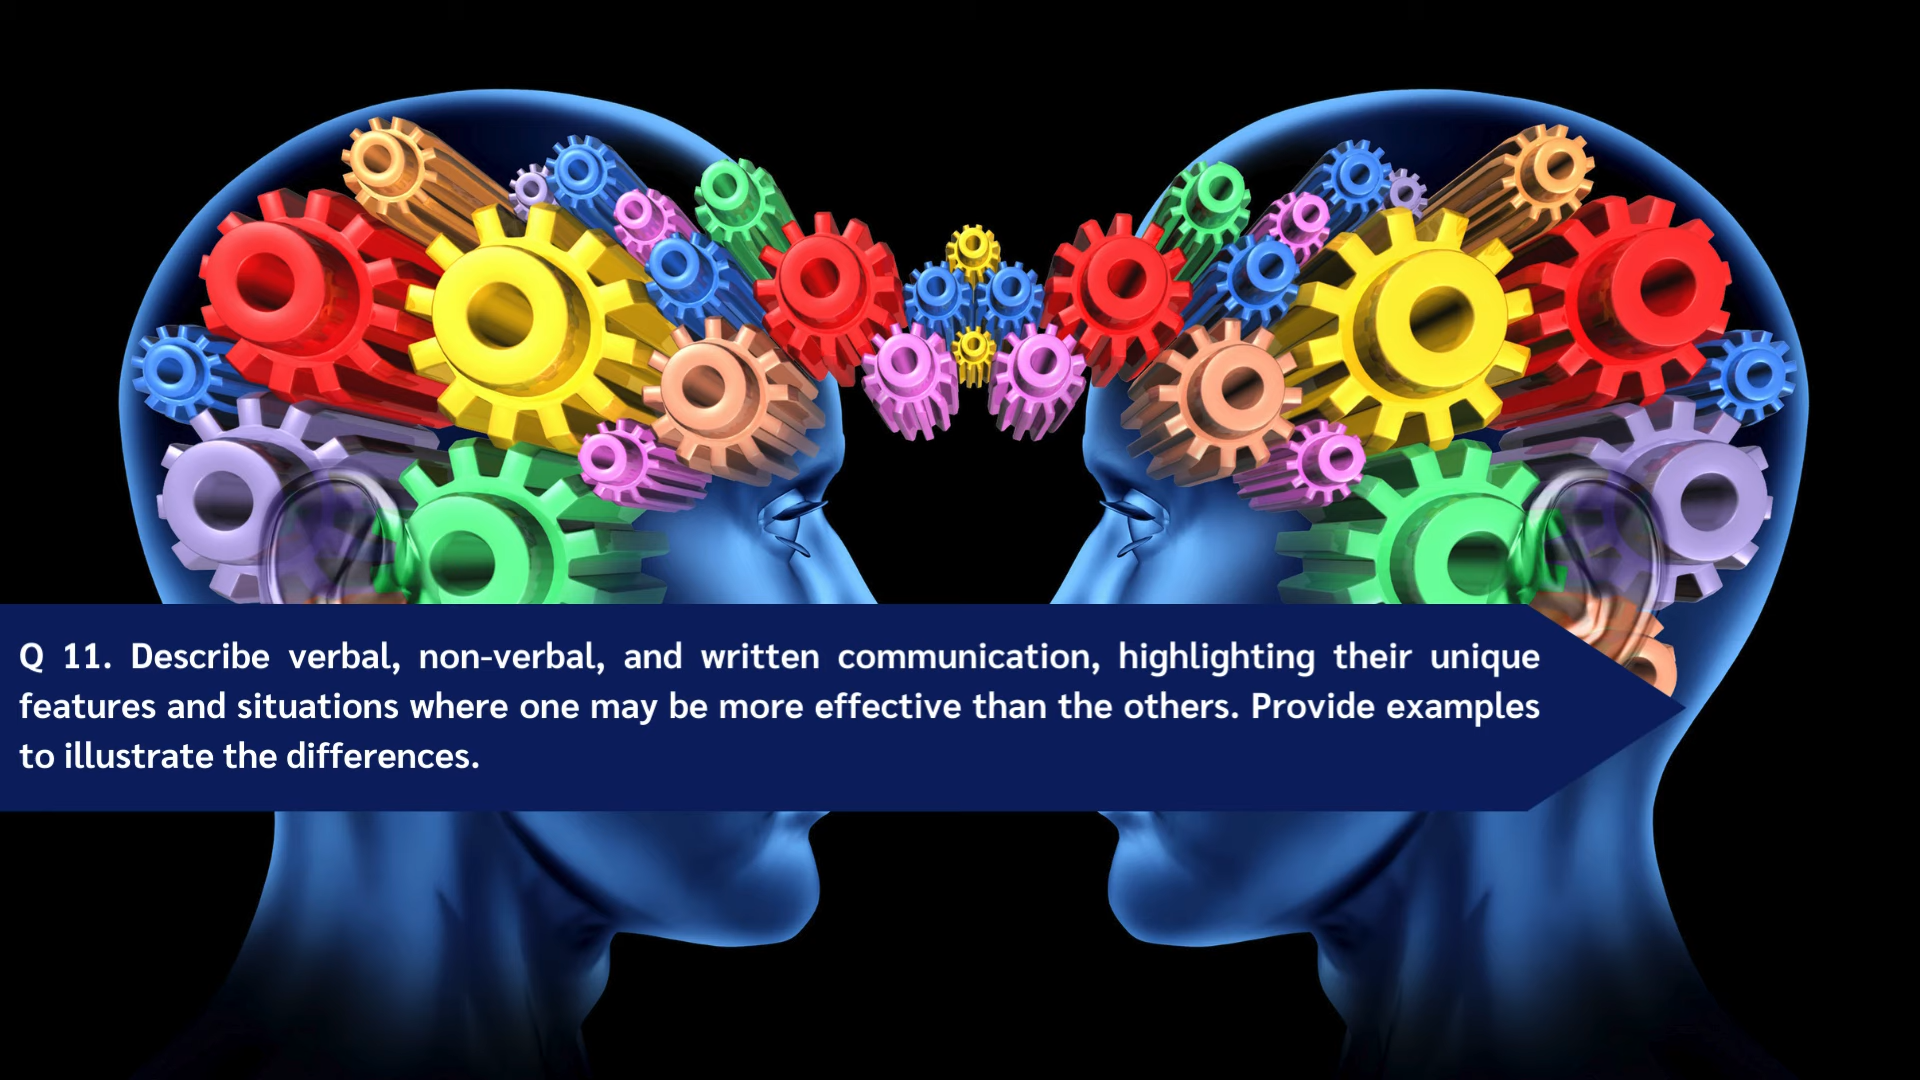 Q 11. Describe verbal, non-verbal, and written communication, highlighting their unique
features and situations where one may be more effective than the others. Provide examples
to illustrate the differences.